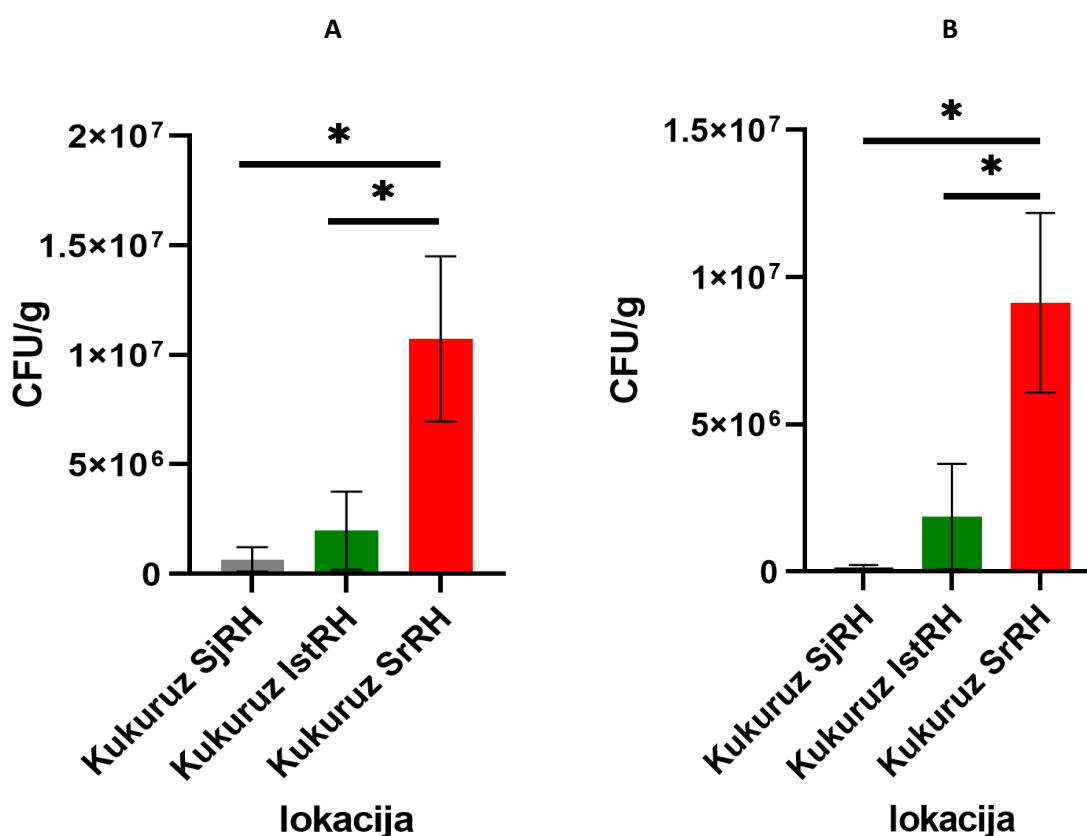 A
2×10⁷
1.5×10⁷
1×10⁷
5×10⁶
0
CFU/g
*
*
Kukuruz SjRH
Kukuruz IstRH
Kukuruz SrRH
lokacija
B
1.5×10⁷
1×10⁷
5×10⁶
0
CFU/g
*
*
Kukuruz SjRH
Kukuruz IstRH
Kukuruz SrRH
lokacija